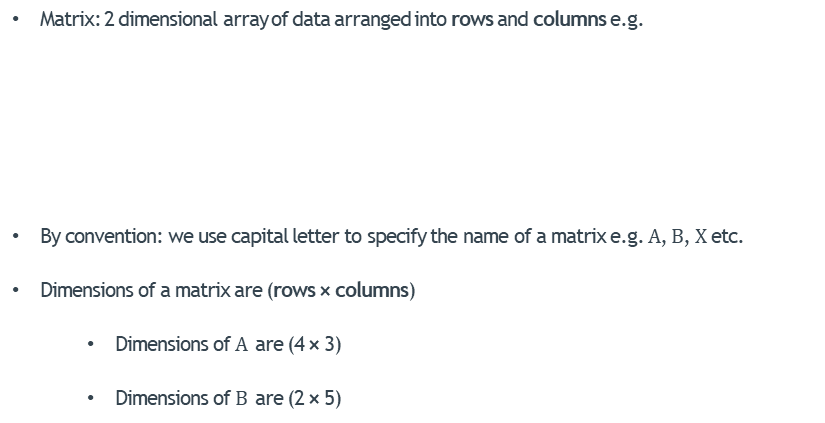 • Matrix: 2 dimensional array of data arranged into rows and columns e.g.
• By convention: we use capital letter to specify the name of a matrix e.g. A, B, X etc.
• Dimensions of a matrix are (rows × columns)
• Dimensions of A are (4 × 3)
• Dimensions of B are (2 × 5)